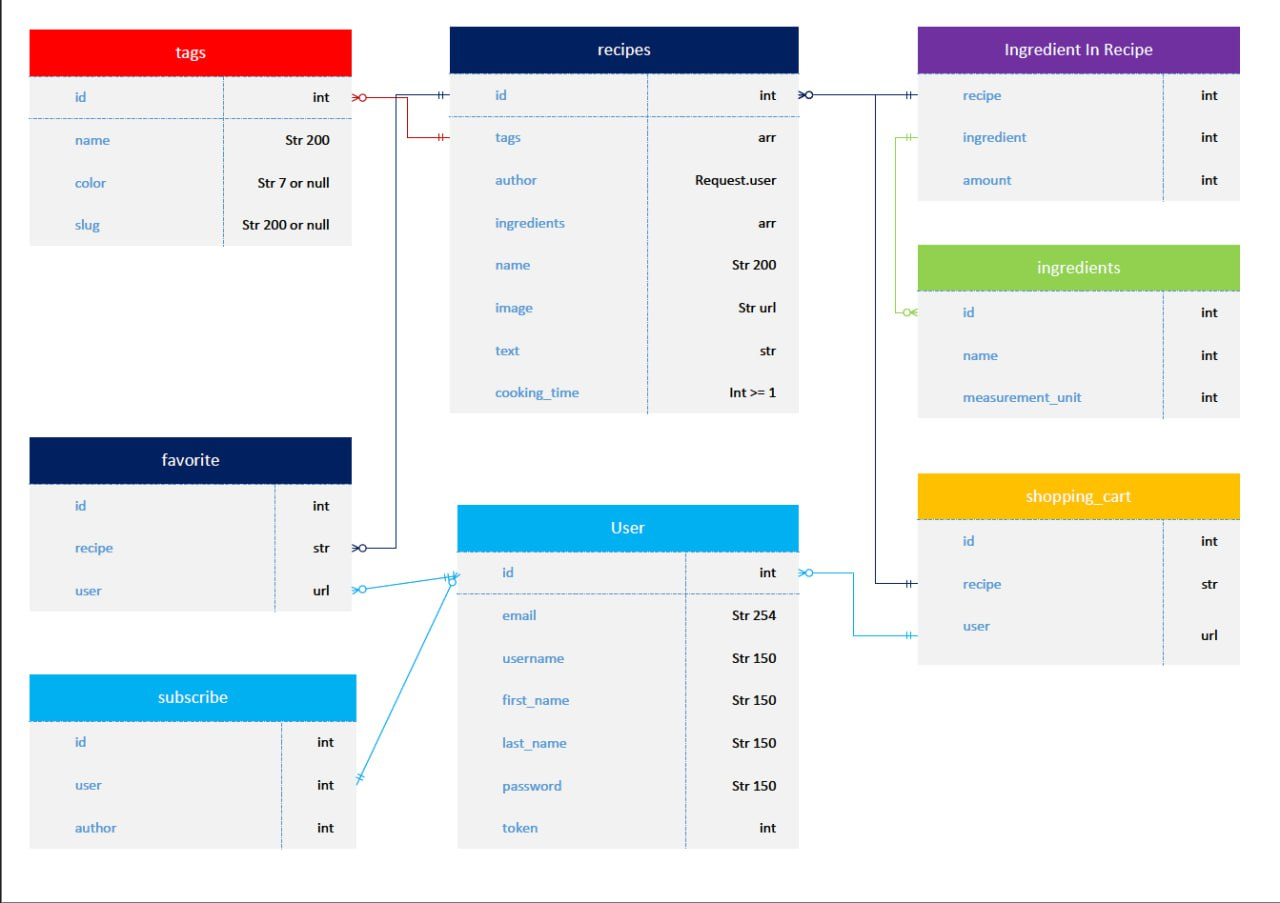 tags
id int
name Str 200
color Str 7 or null
slug Str 200 or null
recipes
id int
tags arr
author Request.user
ingredients arr
name Str 200
image Str url
text str
cooking_time Int >= 1
Ingredient In Recipe
recipe int
ingredient int
amount int
ingredients
id int
name int
measurement_unit int
favorite
id int
recipe str
user url
User
id int
email Str 254
username Str 150
first_name Str 150
last_name Str 150
password Str 150
token int
shopping_cart
id int
recipe str
user url
subscribe
id int
user int
author int